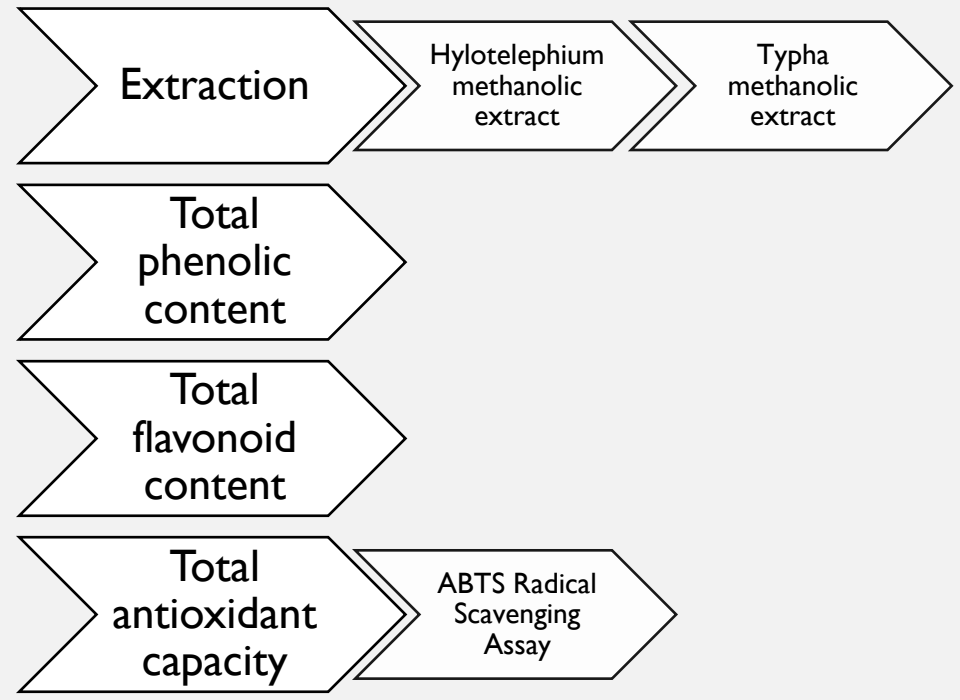 Extraction
Hylotelephium
methanolic
extract
Typha
methanolic
extract
Total
phenolic
content
Total
flavonoid
content
Total
antioxidant
capacity
ABTS Radical
Scavenging
Assay